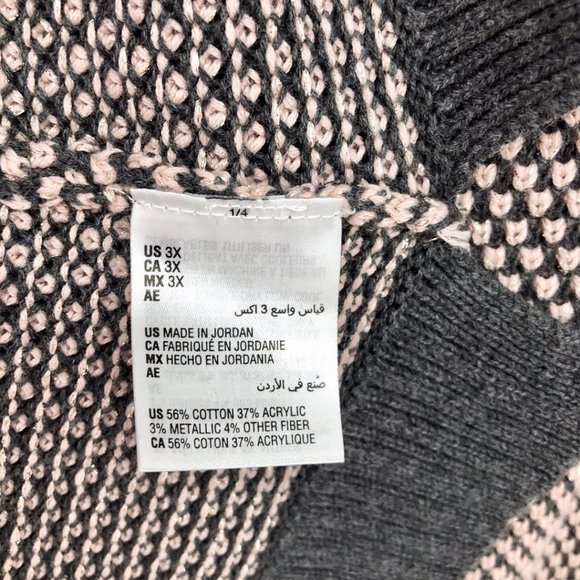 1/4
US 3X
CA 3X
MX 3X
AE
قياس واسع 3 اكس
US MADE IN JORDAN
CA FABRIQUÉ EN JORDANIE
MX HECHO EN JORDANIA
AE
صُنع في الأردن
US 56% COTTON 37% ACRYLIC
3% METALLIC 4% OTHER FIBER
CA 56% COTON 37% ACRYLIQUE